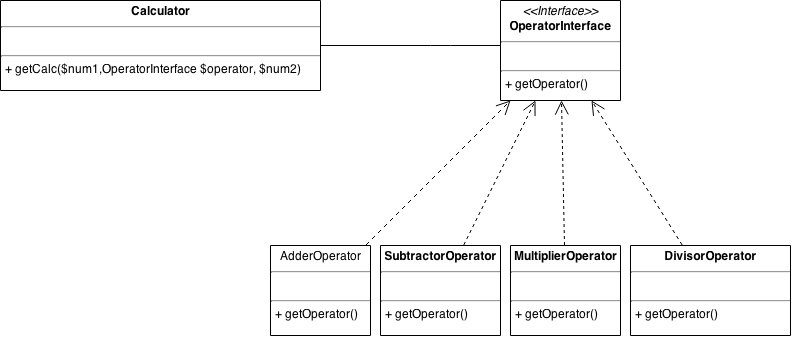 Calculator
+ getCalc($num1,OperatorInterface $operator, $num2)
<<Interface>>
OperatorInterface
+ getOperator()
AdderOperator
+ getOperator()
SubtractorOperator
+ getOperator()
MultiplierOperator
+ getOperator()
DivisorOperator
+ getOperator()